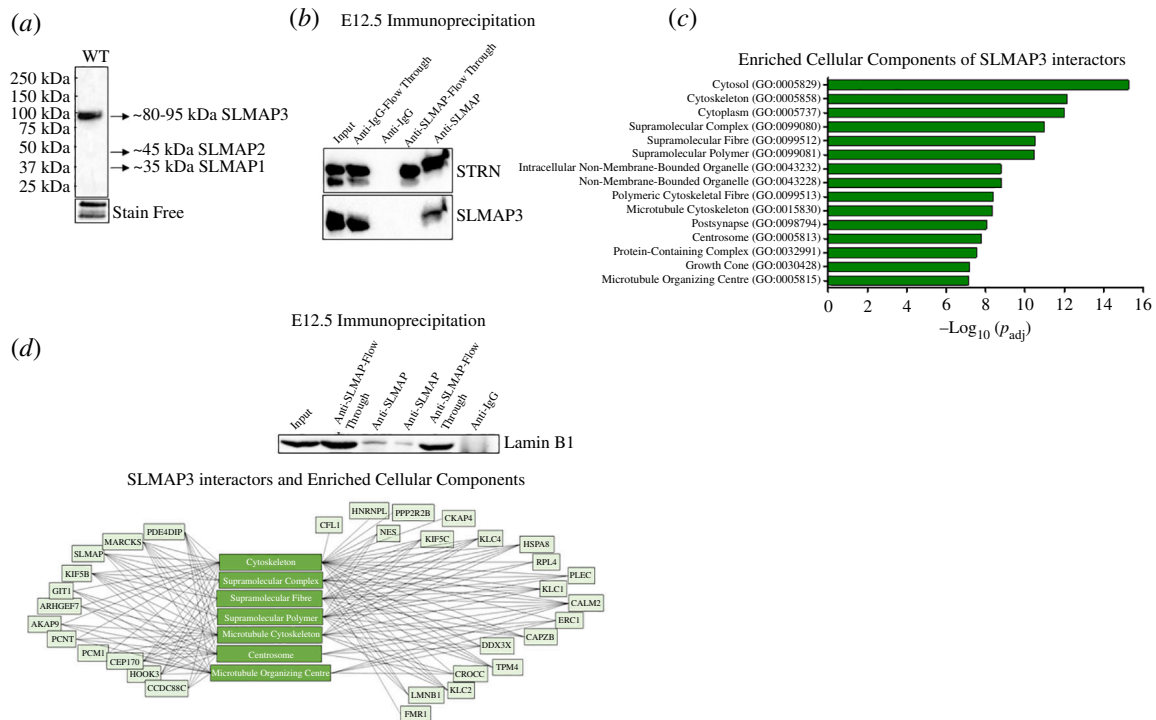 (a)
WT
250 kDa
150 kDa
100 kDa
75 kDa
50 kDa
37 kDa
25 kDa
~80-95 kDa SLMAP3
~45 kDa SLMAP2
~35 kDa SLMAP1
Stain Free
(b)
E12.5 Immunoprecipitation
Input
Anti-IgG-Flow Through
Anti-IgG
Anti-SLMAP-Flow Through
Anti-SLMAP
STRN
SLMAP3
(c)
Enriched Cellular Components of SLMAP3 interactors
Cytosol (GO:0005829)
Cytoskeleton (GO:0005858)
Cytoplasm (GO:0005737)
Supramolecular Complex (GO:0099080)
Supramolecular Fibre (GO:0099512)
Supramolecular Polymer (GO:0099081)
Intracellular Non-Membrane-Bounded Organelle (GO:0043232)
Non-Membrane-Bounded Organelle (GO:0043228)
Polymeric Cytoskeletal Fibre (GO:0099513)
Microtubule Cytoskeleton (GO:0015830)
Postsynapse (GO:0098794)
Centrosome (GO:0005813)
Protein-Containing Complex (GO:0032991)
Growth Cone (GO:0030428)
Microtubule Organizing Centre (GO:0005815)
0 2 4 6 8 10 12 14 16
–Log10 (padj)
(d)
E12.5 Immunoprecipitation
Input
Anti-SLMAP-Flow
Through
Anti-SLMAP
Anti-SLMAP
Anti-SLMAP-Flow
Through
Anti-IgG
Lamin B1
SLMAP3 interactors and Enriched Cellular Components
PDE4DIP
MARCKS
SLMAP
KIF5B
GIT1
ARHGEF7
AKAP9
PCNT
PCM1
CEP170
HOOK3
CCDC88C
Cytoskeleton
Supramolecular Complex
Supramolecular Fibre
Supramolecular Polymer
Microtubule Cytoskeleton
Centrosome
Microtubule Organizing Centre
CFL1
HNRNPL
PPP2R2B
CKAP4
NES
KIF5C
KLC4
HSPA8
RPL4
PLEC
KLC1
CALM2
ERC1
CAPZB
DDX3X
TPM4
CROCC
KLC2
LMNB1
FMR1